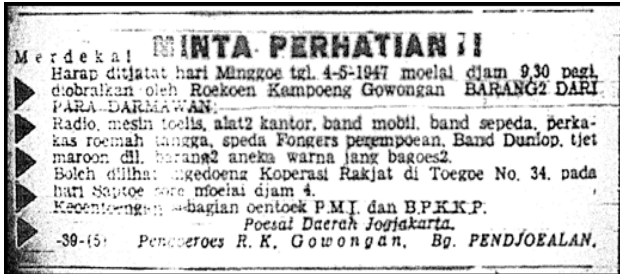 MINTA PERHATIAN !!
Merdeka!
Harap ditjatat hari Minggoe tgl. 4-5-1947 moelai djam 9,30 pagi,
diobralkan oleh Roekoen Kampoeng Gowongan BARANG2 DARI
PARA DARMAWAN:
Radio, mesin toelis, alat2 kantor, band mobil, band sepeda, perka-
kas roemah tangga, speda Fongers perempoean, Band Dunlop, tjet
maroon dll. barang2 aneka warna jang bagoes2.
Boleh dilihat digedoeng Koperasi Rakjat di Toegoe No. 34, pada
hari Saptoe sore moelai djam 4.
Keoentoengan sebagian oentoek P.M.I. dan B.P.K.K.P.
Poesat Daerah Jogjakarta.
-39-(5) Pengoeroes R. K. Gowongan, Bg. PENDJOEALAN.